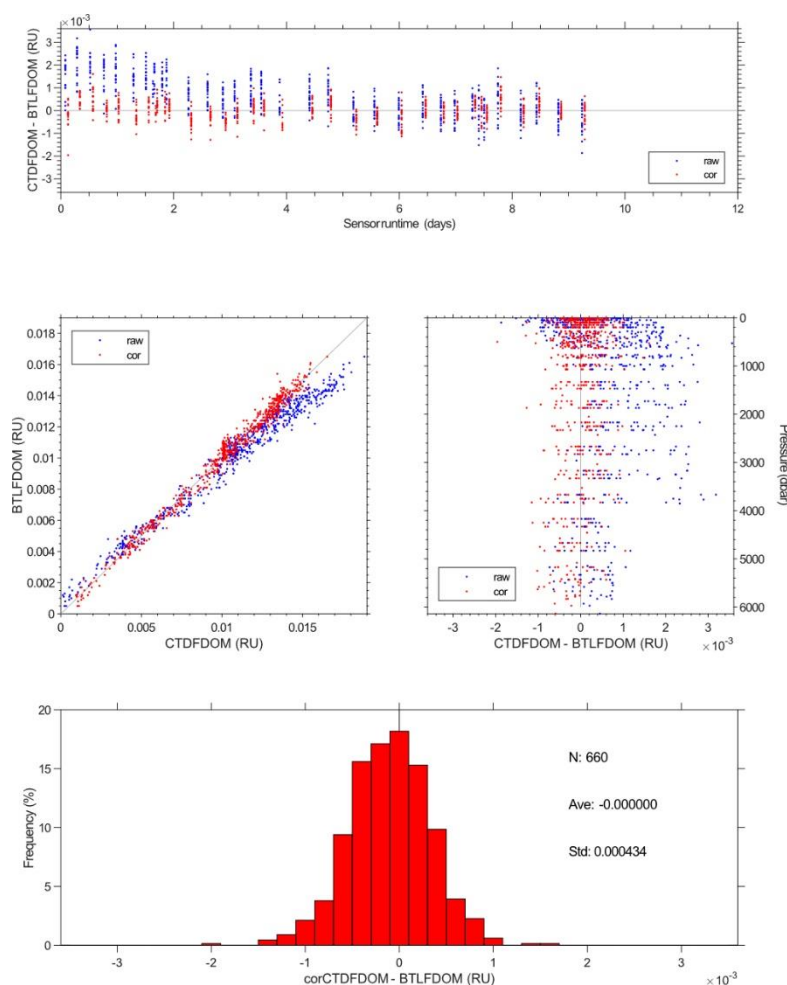 ×10⁻³
CTDFDOM - BTLFDOM (RU)
3
2
1
0
-1
-2
-3
raw
cor
0 2 4 6 8 10 12
Sensor runtime (days)
BTLFDOM (RU)
0.018
0.016
0.014
0.012
0.01
0.008
0.006
0.004
0.002
0
raw
cor
0 0.005 0.01 0.015
CTDFDOM (RU)
0
1000
2000
3000
4000
5000
6000
Pressure (dbar)
raw
cor
-3 -2 -1 0 1 2 3
CTDFDOM - BTLFDOM (RU)
×10⁻³
Frequency (%)
20
15
10
5
0
N: 660
Ave: -0.000000
Std: 0.000434
-3 -2 -1 0 1 2 3
corCTDFDOM - BTLFDOM (RU)
×10⁻³